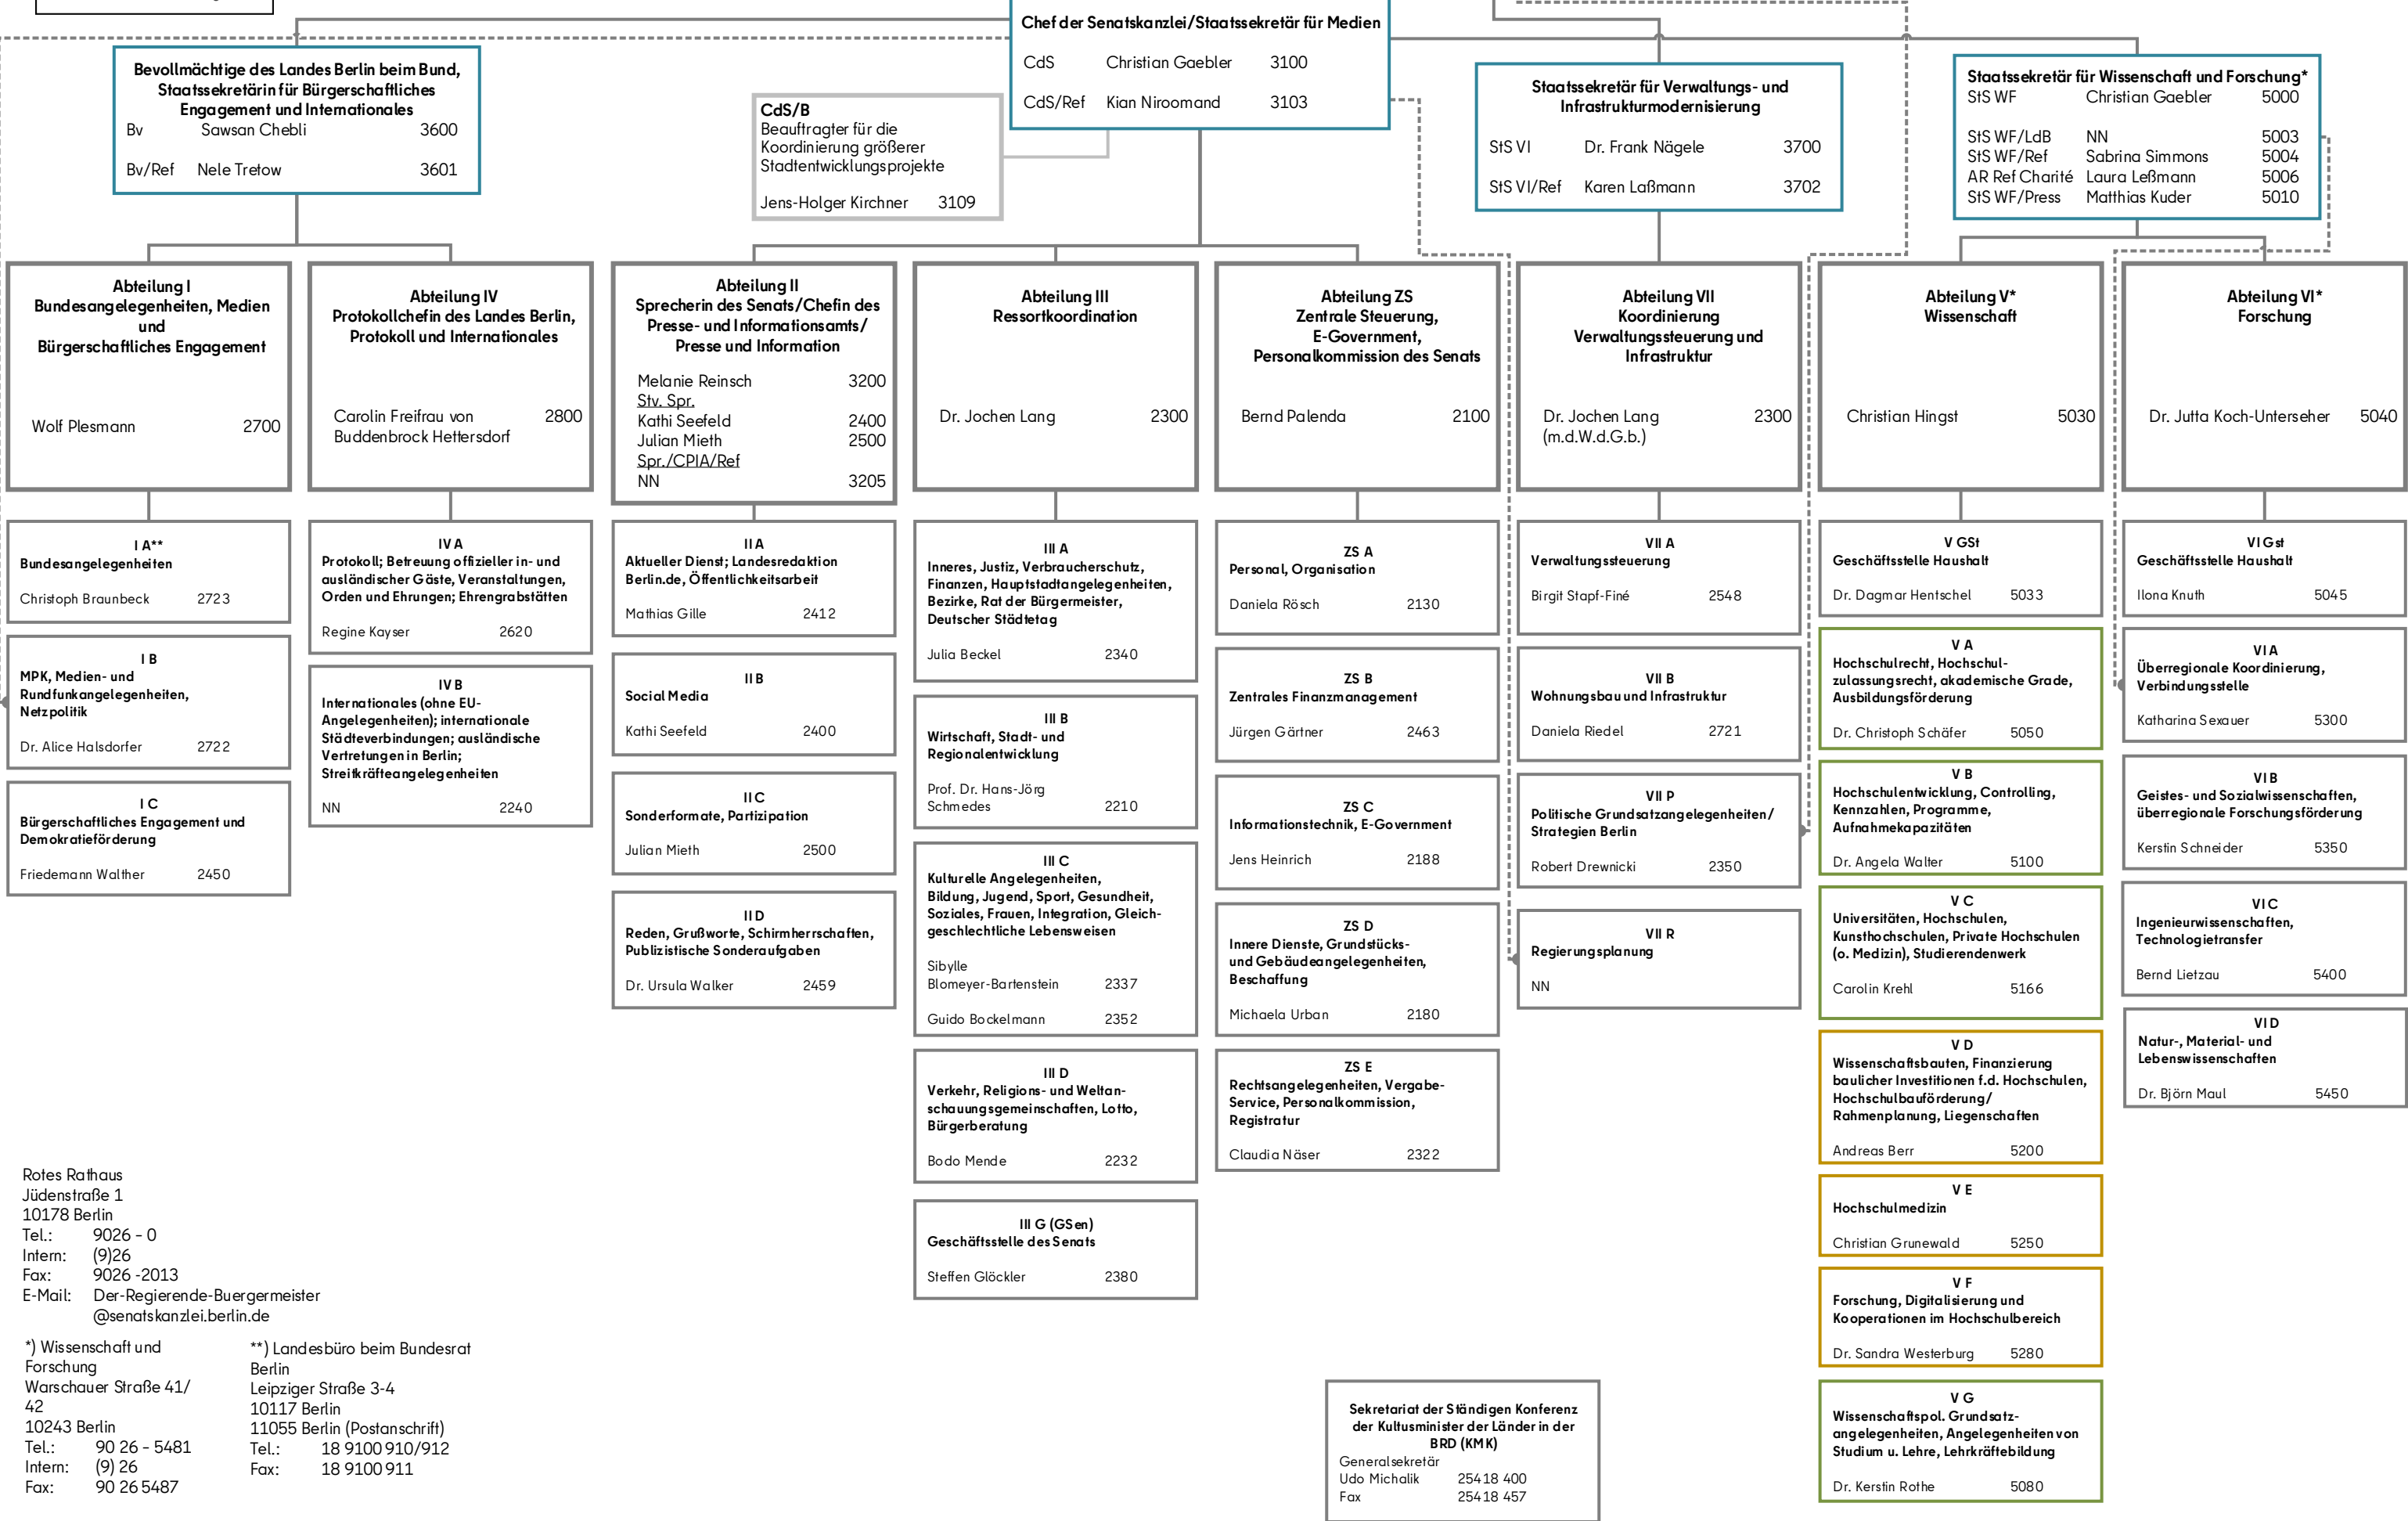 Chef der Senatskanzlei/Staatssekretär für Medien
CdS Christian Gaebler 3100
CdS/Ref Kian Niroomand 3103
Bevollmächtige des Landes Berlin beim Bund,
Staatssekretärin für Bürgerschaftliches
Engagement und Internationales
Bv Sawsan Chebli 3600
Bv/Ref Nele Tretow 3601
CdS/B
Beauftragter für die
Koordinierung größerer
Stadtentwicklungsprojekte
Jens-Holger Kirchner 3109
Staatssekretär für Verwaltungs- und
Infrastrukturmodernisierung
StS VI Dr. Frank Nägele 3700
StS VI/Ref Karen Laßmann 3702
Staatssekretär für Wissenschaft und Forschung*
StS WF Christian Gaebler 5000
StS WF/LdB NN 5003
StS WF/Ref Sabrina Simmons 5004
AR Ref Charité Laura Leßmann 5006
StS WF/Press Matthias Kuder 5010
Abteilung I
Bundesangelegenheiten, Medien
und
Bürgerschaftliches Engagement
Wolf Plesmann 2700
Abteilung IV
Protokollchefin des Landes Berlin,
Protokoll und Internationales
Carolin Freifrau von 2800
Buddenbrock Hettersdorf
Abteilung II
Sprecherin des Senats/Chefin des
Presse- und Informationsamts/
Presse und Information
Melanie Reinsch 3200
Stv. Spr.
Kathi Seefeld 2400
Julian Mieth 2500
Spr./CPIA/Ref
NN 3205
Abteilung III
Ressortkoordination
Dr. Jochen Lang 2300
Abteilung ZS
Zentrale Steuerung,
E-Government,
Personalkommission des Senats
Bernd Palenda 2100
Abteilung VII
Koordinierung
Verwaltungssteuerung und
Infrastruktur
Dr. Jochen Lang 2300
(m.d.W.d.G.b.)
Abteilung V*
Wissenschaft
Christian Hingst 5030
Abteilung VI*
Forschung
Dr. Jutta Koch-Unterseher 5040
I A**
Bundesangelegenheiten
Christoph Braunbeck 2723
I B
MPK, Medien- und
Rundfunkangelegenheiten,
Netzpolitik
Dr. Alice Halsdorfer 2722
I C
Bürgerschaftliches Engagement und
Demokratieförderung
Friedemann Walther 2450
IV A
Protokoll; Betreuung offizieller in- und
ausländischer Gäste, Veranstaltungen,
Orden und Ehrungen; Ehrengrabstätten
Regine Kayser 2620
IV B
Internationales (ohne EU-
Angelegenheiten); internationale
Städteverbindungen; ausländische
Vertretungen in Berlin;
Streitkräfteangelegenheiten
NN 2240
II A
Aktueller Dienst; Landesredaktion
Berlin.de, Öffentlichkeitsarbeit
Mathias Gille 2412
II B
Social Media
Kathi Seefeld 2400
II C
Sonderformate, Partizipation
Julian Mieth 2500
II D
Reden, Grußworte, Schirmherrschaften,
Publizistische Sonderaufgaben
Dr. Ursula Walker 2459
III A
Inneres, Justiz, Verbraucherschutz,
Finanzen, Hauptstadtangelegenheiten,
Bezirke, Rat der Bürgermeister,
Deutscher Städtetag
Julia Beckel 2340
III B
Wirtschaft, Stadt- und
Regionalentwicklung
Prof. Dr. Hans-Jörg
Schmedes 2210
III C
Kulturelle Angelegenheiten,
Bildung, Jugend, Sport, Gesundheit,
Soziales, Frauen, Integration, Gleich-
geschlechtliche Lebensweisen
Sibylle
Blomeyer-Bartenstein 2337
Guido Bockelmann 2352
III D
Verkehr, Religions- und Weltan-
schauungsgemeinschaften, Lotto,
Bürgerberatung
Bodo Mende 2232
III G (GSen)
Geschäftsstelle des Senats
Steffen Glöckler 2380
ZS A
Personal, Organisation
Daniela Rösch 2130
ZS B
Zentrales Finanzmanagement
Jürgen Gärtner 2463
ZS C
Informationstechnik, E-Government
Jens Heinrich 2188
ZS D
Innere Dienste, Grundstücks-
und Gebäudeangelegenheiten,
Beschaffung
Michaela Urban 2180
ZS E
Rechtsangelegenheiten, Vergabe-
Service, Personalkommission,
Registratur
Claudia Näser 2322
VII A
Verwaltungssteuerung
Birgit Stapf-Finé 2548
VII B
Wohnungsbau und Infrastruktur
Daniela Riedel 2721
VII P
Politische Grundsatzangelegenheiten/
Strategien Berlin
Robert Drewnicki 2350
VII R
Regierungsplanung
NN
V GSt
Geschäftsstelle Haushalt
Dr. Dagmar Hentschel 5033
V A
Hochschulrecht, Hochschul-
zulassungsrecht, akademische Grade,
Ausbildungsförderung
Dr. Christoph Schäfer 5050
V B
Hochschulentwicklung, Controlling,
Kennzahlen, Programme,
Aufnahmekapazitäten
Dr. Angela Walter 5100
V C
Universitäten, Hochschulen,
Kunsthochschulen, Private Hochschulen
(o. Medizin), Studierendenwerk
Carolin Krehl 5166
V D
Wissenschaftsbauten, Finanzierung
baulicher Investitionen f.d. Hochschulen,
Hochschulbauförderung/
Rahmenplanung, Liegenschaften
Andreas Berr 5200
V E
Hochschulmedizin
Christian Grunewald 5250
V F
Forschung, Digitalisierung und
Kooperationen im Hochschulbereich
Dr. Sandra Westerburg 5280
V G
Wissenschaftspol. Grundsatz-
angelegenheiten, Angelegenheiten von
Studium u. Lehre, Lehrkräftebildung
Dr. Kerstin Rothe 5080
VI Gst
Geschäftsstelle Haushalt
Ilona Knuth 5045
VI A
Überregionale Koordinierung,
Verbindungsstelle
Katharina Sexauer 5300
VI B
Geistes- und Sozialwissenschaften,
überregionale Forschungsförderung
Kerstin Schneider 5350
VI C
Ingenieurwissenschaften,
Technologietransfer
Bernd Lietzau 5400
VI D
Natur-, Material- und
Lebenswissenschaften
Dr. Björn Maul 5450
Rotes Rathaus
Jüdenstraße 1
10178 Berlin
Tel.: 9026 – 0
Intern: (9)26
Fax: 9026 -2013
E-Mail: Der-Regierende-Buergermeister
@senatskanzlei.berlin.de
*) Wissenschaft und
Forschung
Warschauer Straße 41/
42
10243 Berlin
Tel.: 90 26 – 5481
Intern: (9) 26
Fax: 90 26 5487
**) Landesbüro beim Bundesrat
Berlin
Leipziger Straße 3-4
10117 Berlin
11055 Berlin (Postanschrift)
Tel.: 18 9100 910/912
Fax: 18 9100 911
Sekretariat der Ständigen Konferenz
der Kultusminister der Länder in der
BRD (KMK)
Generalsekretär
Udo Michalik 25418 400
Fax 25418 457